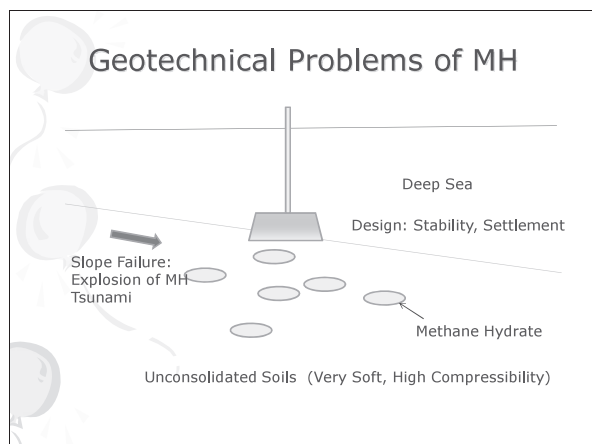 Geotechnical Problems of MH
Deep Sea
Design: Stability, Settlement
Slope Failure:
Explosion of MH
Tsunami
Methane Hydrate
Unconsolidated Soils (Very Soft, High Compressibility)